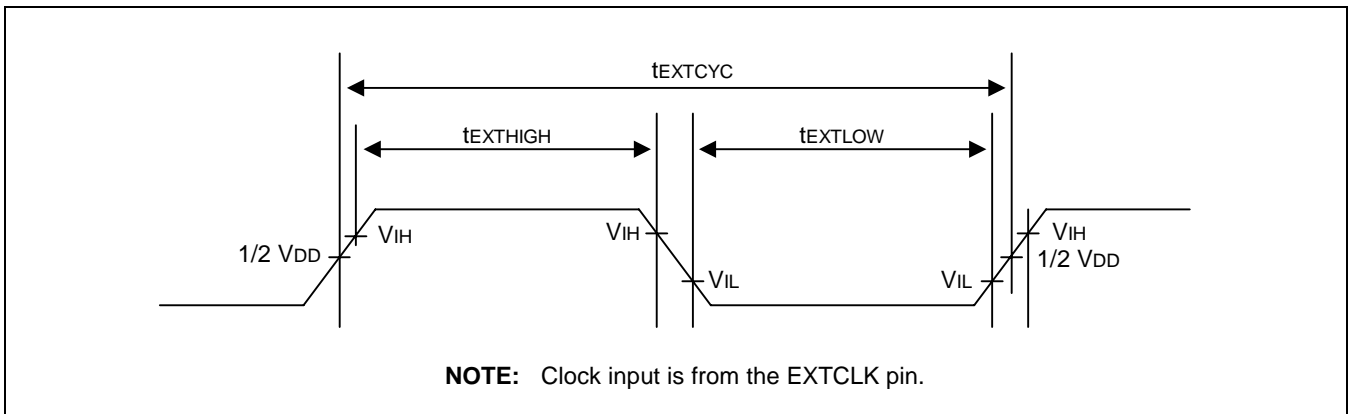 tEXTCYC
tEXTHIGH tEXTLOW
VIH VIH VIH
1/2 VDD 1/2 VDD
VIL VIL
NOTE: Clock input is from the EXTCLK pin.